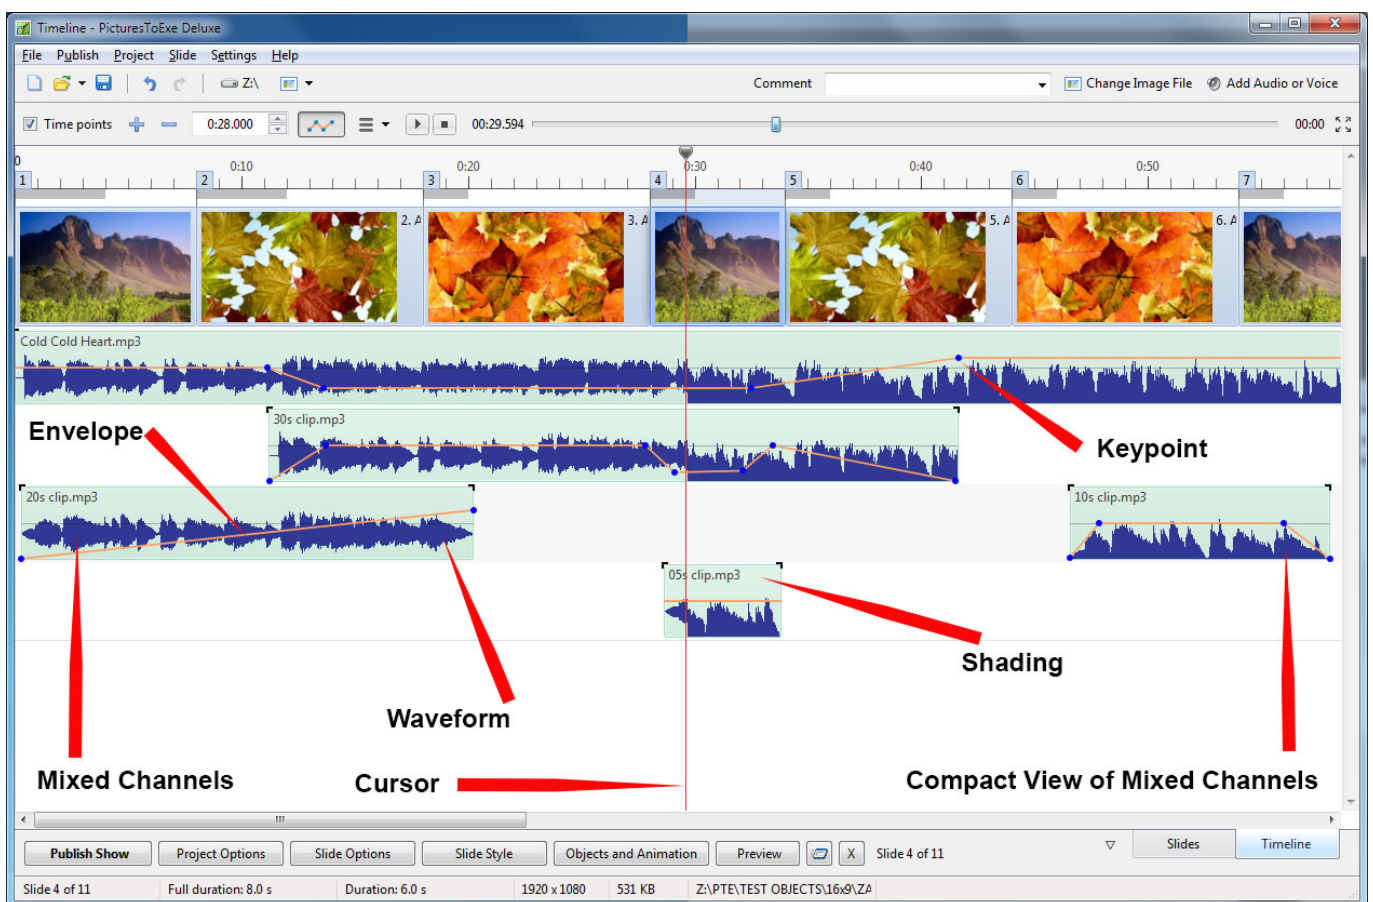 Timeline - PicturesToExe Deluxe
File Publish Project Slide Settings Help
Z:\ Comment Change Image File Add Audio or Voice
Time points 0:28.000 00:29.594 00:00
0 0:10 0:20 0:30 0:40 0:50
1 2 3 4 5 6 7
2. A 3. A 5. A 6. A
Cold Cold Heart.mp3
30s clip.mp3
Envelope
Keypoint
20s clip.mp3 10s clip.mp3
05s clip.mp3
Shading
Waveform
Mixed Channels Cursor Compact View of Mixed Channels
Publish Show Project Options Slide Options Slide Style Objects and Animation Preview X Slide 4 of 11 Slides Timeline
Slide 4 of 11 Full duration: 8.0 s Duration: 6.0 s 1920 x 1080 531 KB Z:\PTE\TEST OBJECTS\16x9\ZA